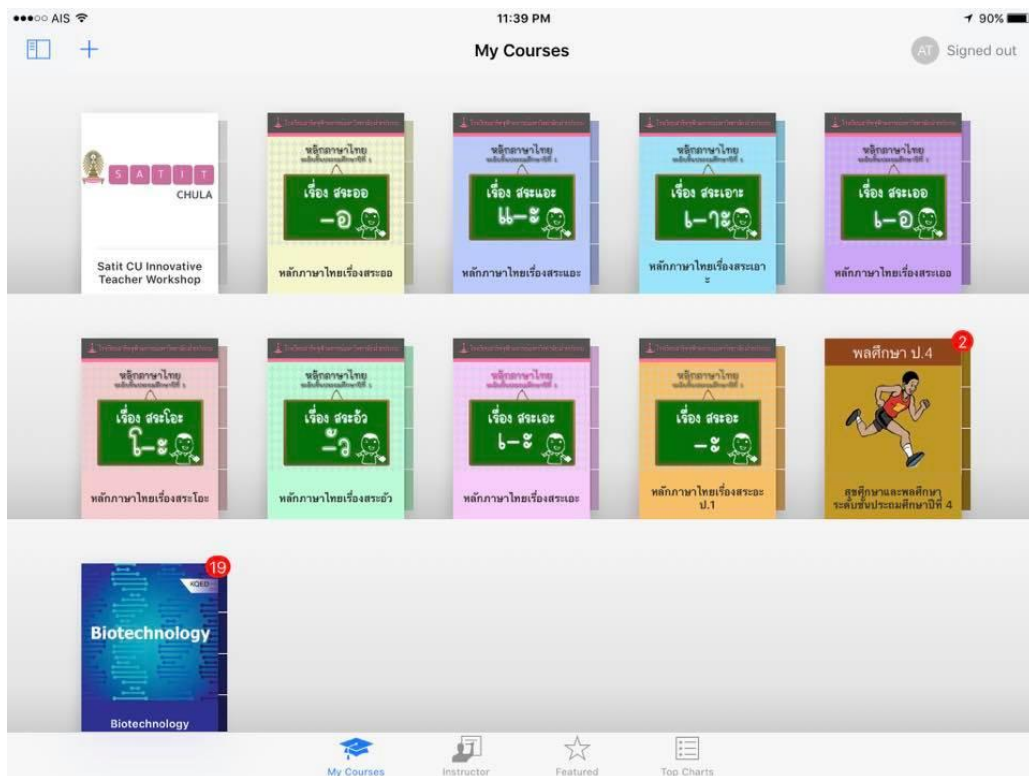 AIS
11:39 PM
90%
My Courses
AT Signed out
SATIT
CHULA
Satit CU Innovative
Teacher Workshop
หลักภาษาไทย
เรื่อง สระออ
-อ
หลักภาษาไทยเรื่องสระออ
หลักภาษาไทย
เรื่อง สระแอะ
แ-ะ
หลักภาษาไทยเรื่องสระแอะ
หลักภาษาไทย
เรื่อง สระเอาะ
เ-าะ
หลักภาษาไทยเรื่องสระเอา
ะ
หลักภาษาไทย
เรื่อง สระเออ
เ-อ
หลักภาษาไทยเรื่องสระเออ
หลักภาษาไทย
เรื่อง สระโอะ
โ-ะ
หลักภาษาไทยเรื่องสระโอะ
หลักภาษาไทย
เรื่อง สระอัว
-ัว
หลักภาษาไทยเรื่องสระอัว
หลักภาษาไทย
เรื่อง สระเอะ
เ-ะ
หลักภาษาไทยเรื่องสระเอะ
หลักภาษาไทย
เรื่อง สระอะ
-ะ
หลักภาษาไทยเรื่องสระอะ
ป.1
2
พลศึกษา ป.4
สุขศึกษาและพลศึกษา
ระดับชั้นประถมศึกษาปีที่ 4
19
KQED
Biotechnology
Biotechnology
My Courses
Instructor
Featured
Top Charts